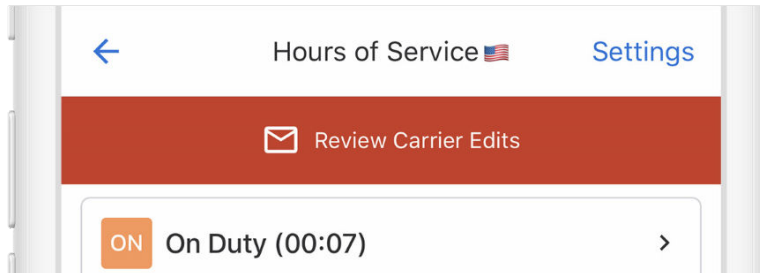 Hours of Service🇺🇸 Settings
Review Carrier Edits
ON On Duty (00:07)